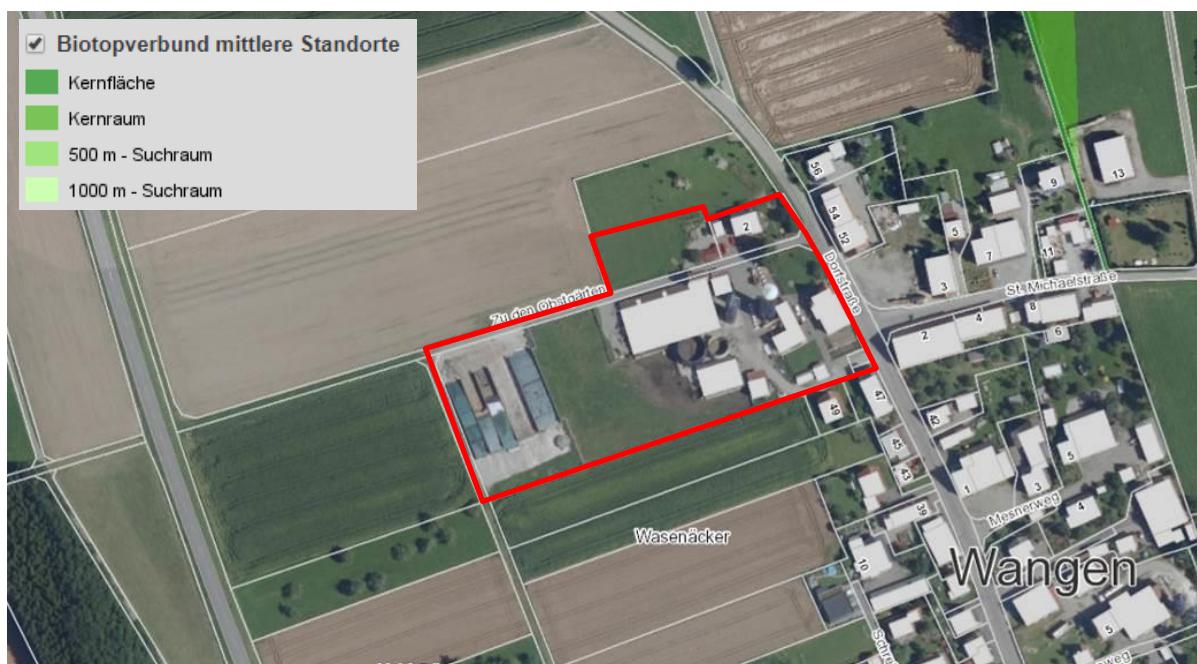 Biotopverbund mittlere Standorte
Kernfläche
Kernraum
500 m - Suchraum
1000 m - Suchraum
56
54
52
2
Dorfstraße
Zu den Obstgärten
9
13
5
7
11
3
St. Michaelstraße
8
6
4
2
47
49
42
45
43
1
3
5
4
Mesnerweg
39
10
Wasenäcker
Wangen
5